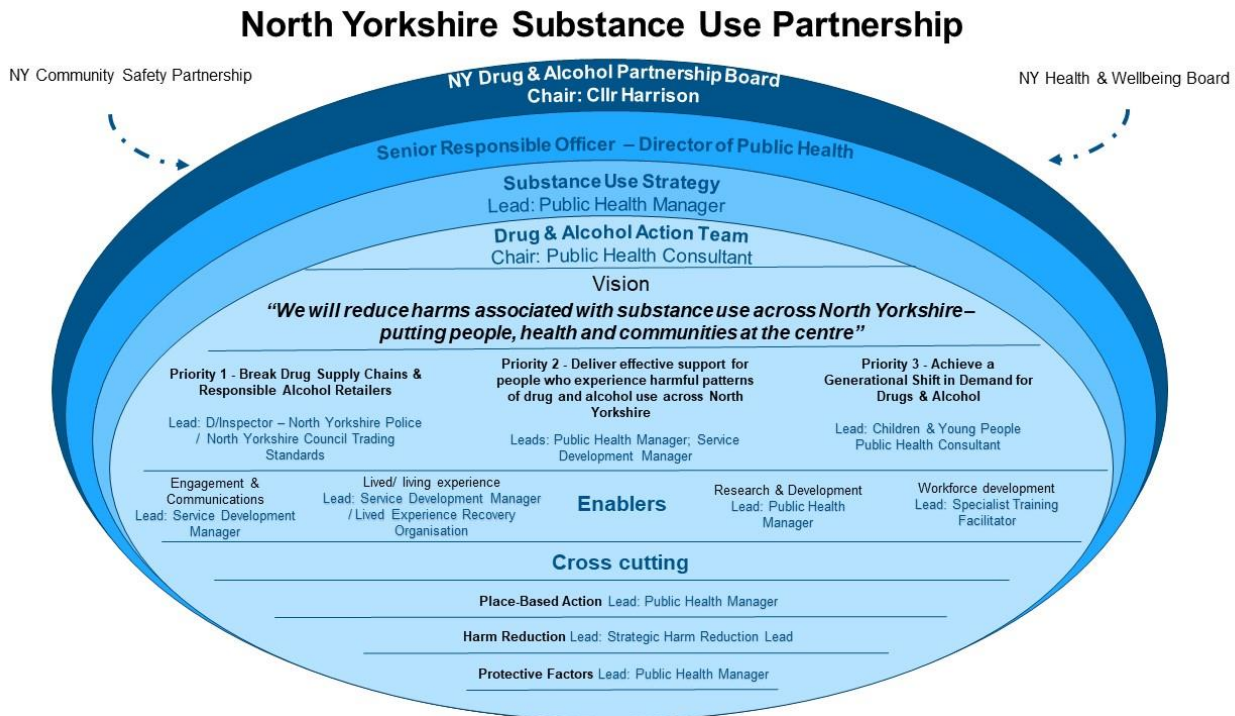 North Yorkshire Substance Use Partnership
NY Community Safety Partnership
NY Health & Wellbeing Board
NY Drug & Alcohol Partnership Board
Chair: Cllr Harrison
Senior Responsible Officer – Director of Public Health
Substance Use Strategy
Lead: Public Health Manager
Drug & Alcohol Action Team
Chair: Public Health Consultant
Vision
“We will reduce harms associated with substance use across North Yorkshire –
putting people, health and communities at the centre”
Priority 1 - Break Drug Supply Chains &
Responsible Alcohol Retailers
Lead: D/Inspector – North Yorkshire Police
/ North Yorkshire Council Trading
Standards
Priority 2 - Deliver effective support for
people who experience harmful patterns
of drug and alcohol use across North
Yorkshire
Leads: Public Health Manager; Service
Development Manager
Priority 3 - Achieve a
Generational Shift in Demand for
Drugs & Alcohol
Lead: Children & Young People
Public Health Consultant
Engagement &
Communications
Lead: Service Development
Manager
Lived/ living experience
Lead: Service Development Manager
/ Lived Experience Recovery
Organisation
Enablers
Research & Development
Lead: Public Health
Manager
Workforce development
Lead: Specialist Training
Facilitator
Cross cutting
Place-Based Action Lead: Public Health Manager
Harm Reduction Lead: Strategic Harm Reduction Lead
Protective Factors Lead: Public Health Manager